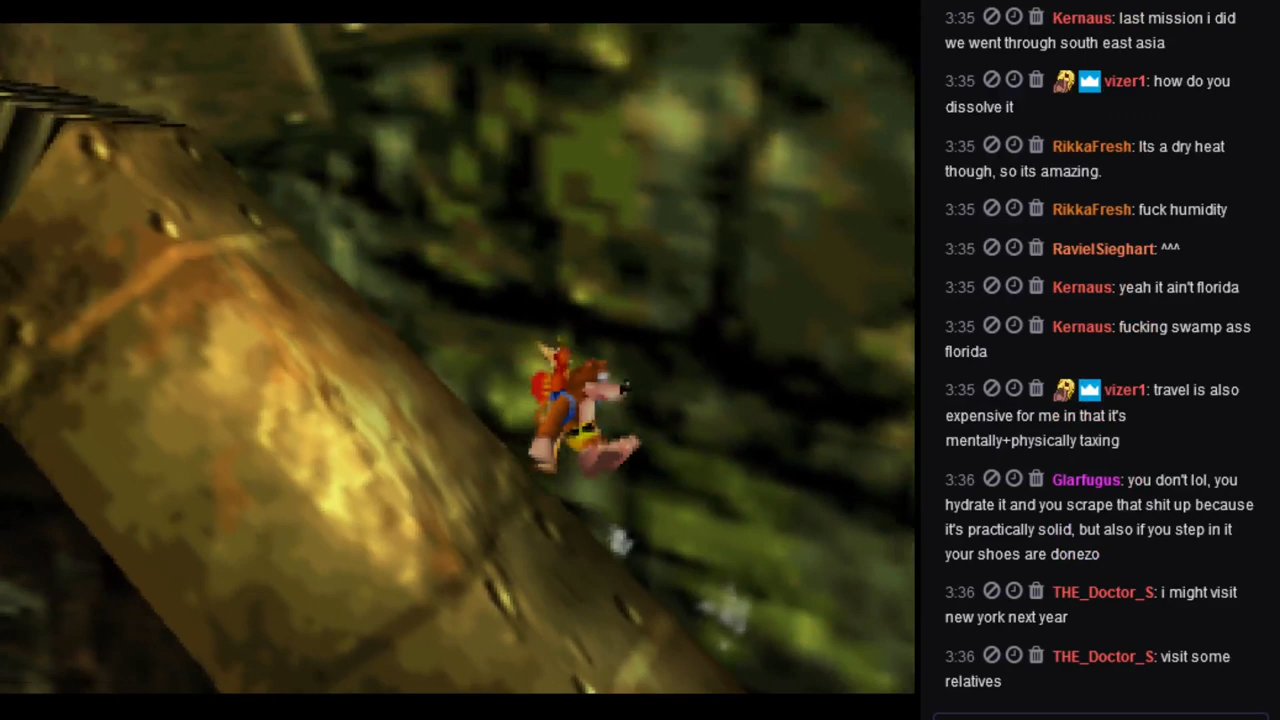 3:35 Kernaus: last mission i did
we went through south east asia
3:35 vizer1: how do you
dissolve it
3:35 RikkaFresh: Its a dry heat
though, so its amazing.
3:35 RikkaFresh: fuck humidity
3:35 RavielSieghart: ^^^
3:35 Kernaus: yeah it ain't florida
3:35 Kernaus: fucking swamp ass
florida
3:35 vizer1: travel is also
expensive for me in that it's
mentally+physically taxing
3:36 Glarfugus: you don't lol, you
hydrate it and you scrape that shit up because
it's practically solid, but also if you step in it
your shoes are donezo
3:36 THE_Doctor_S: i might visit
new york next year
3:36 THE_Doctor_S: visit some
relatives